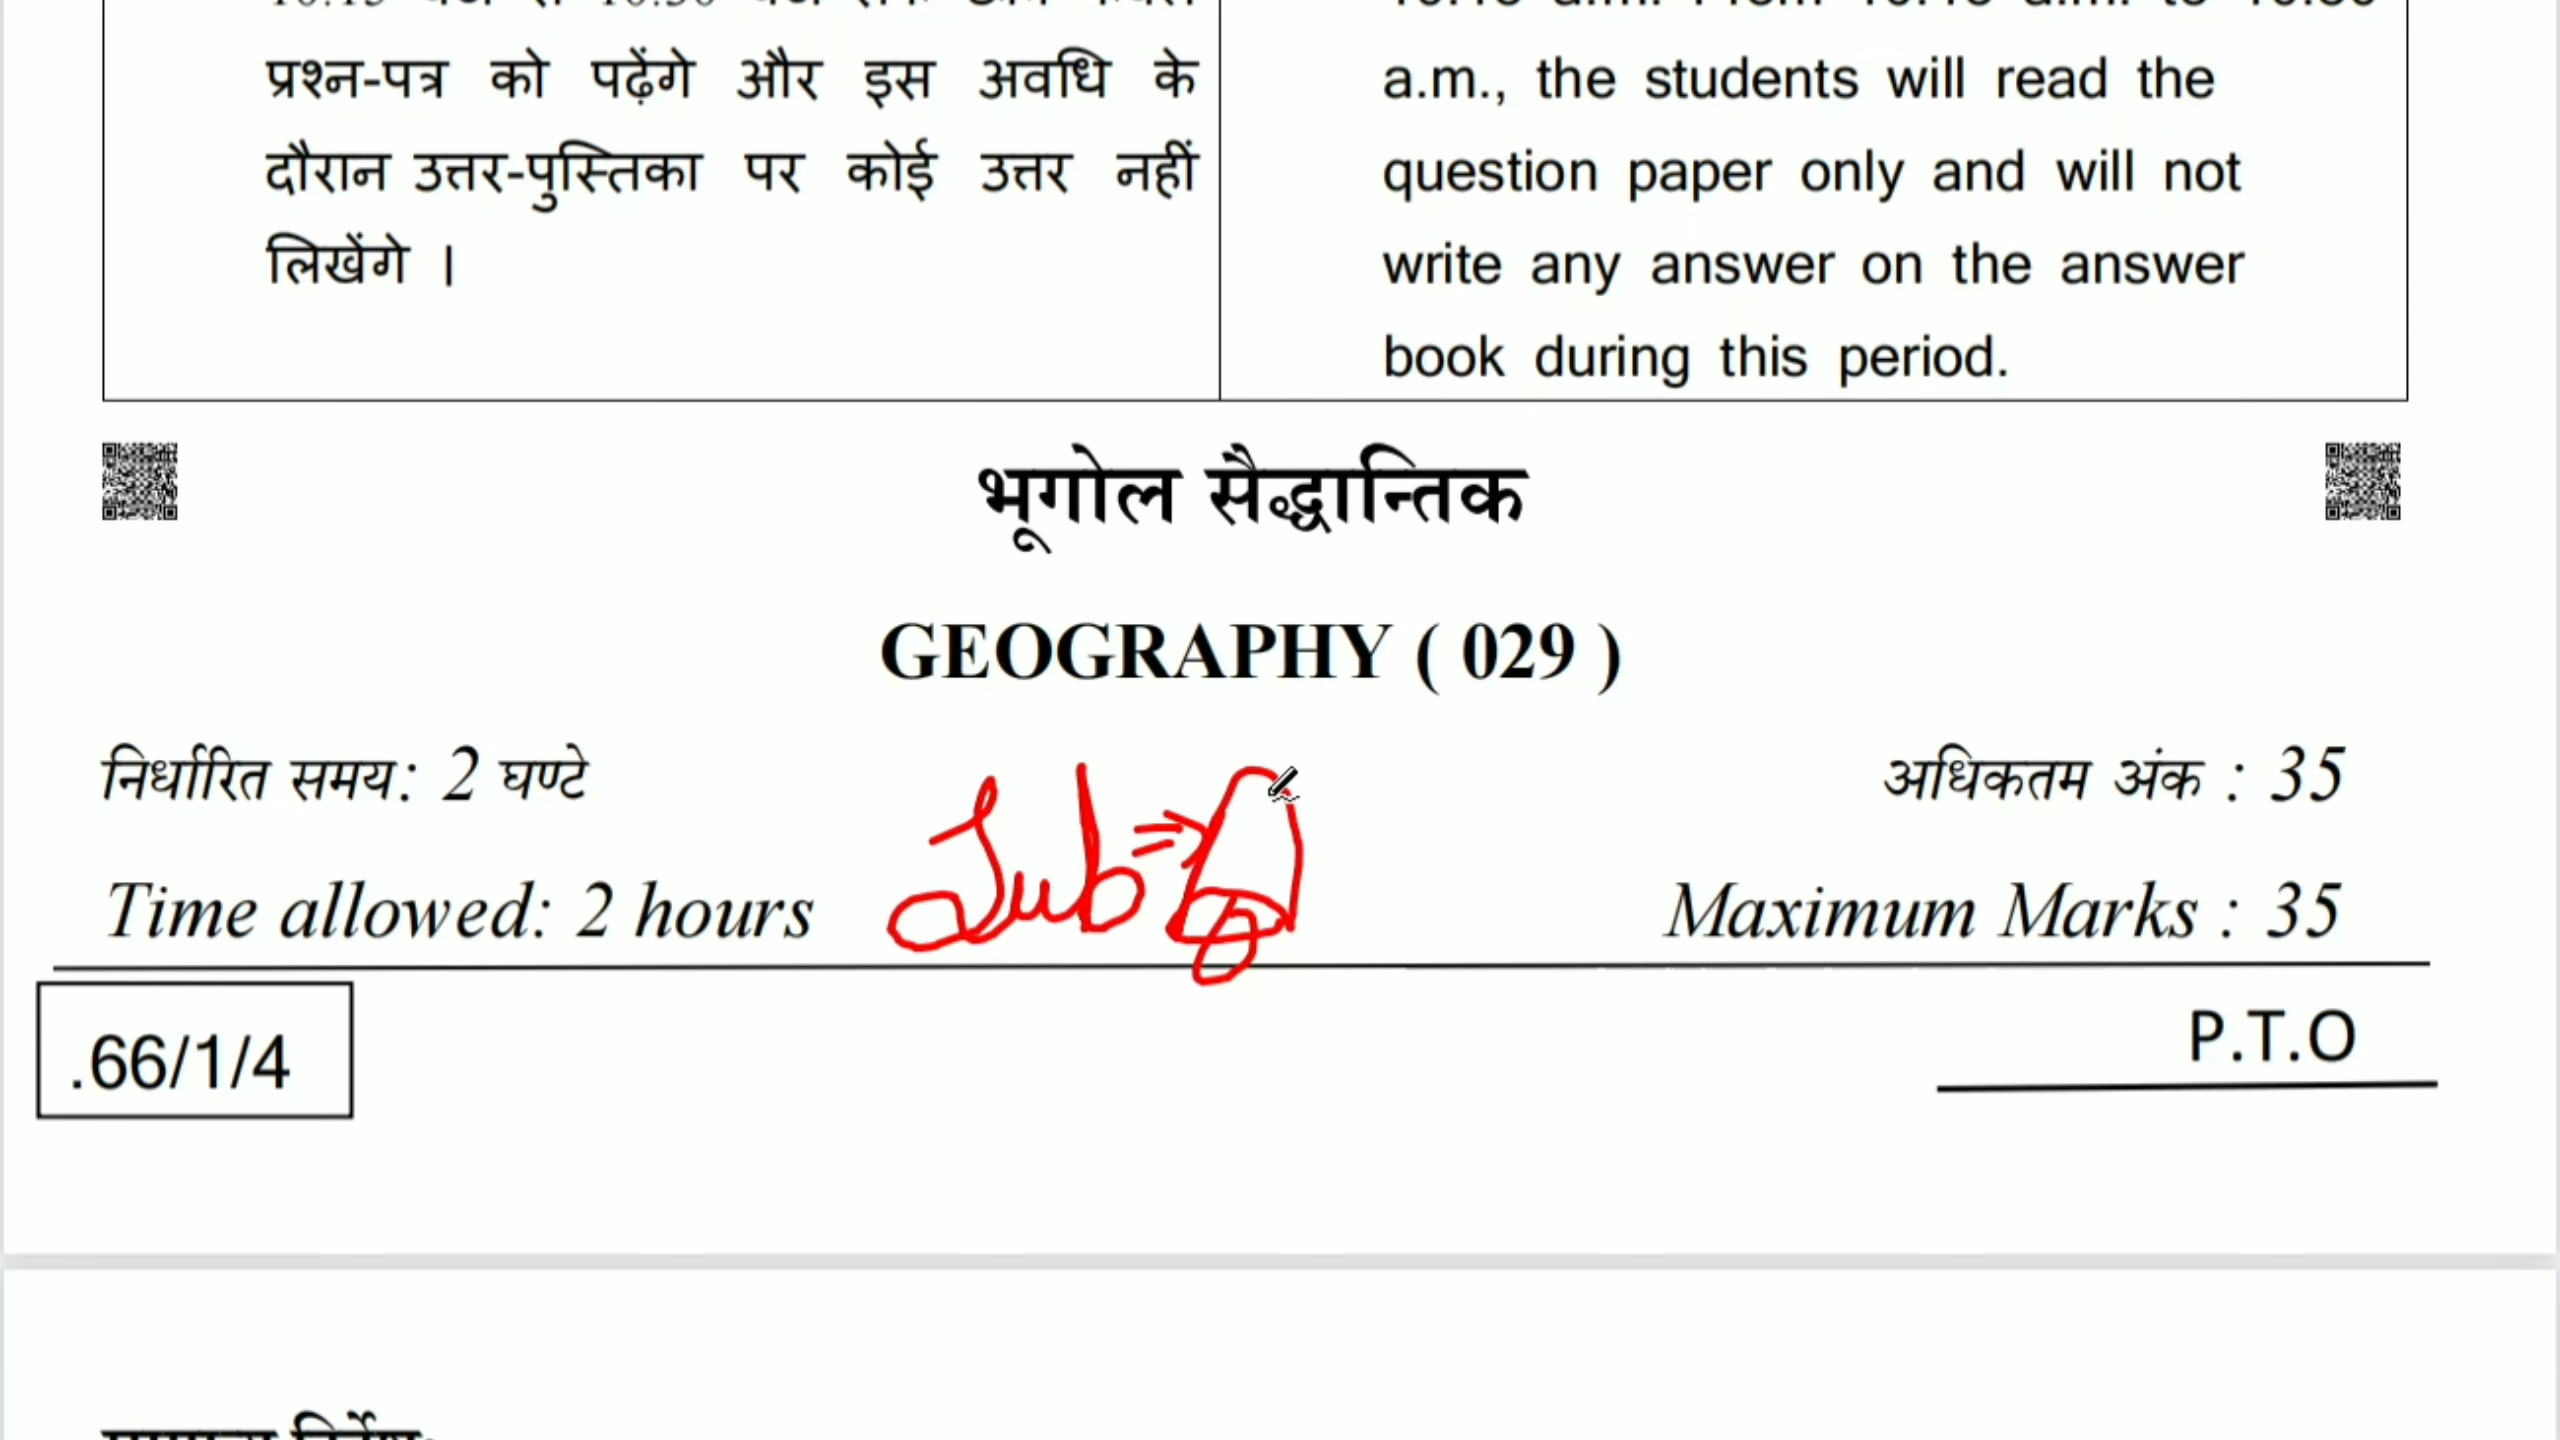 प्रश्न-पत्र को पढ़ेंगे और इस अवधि के
दौरान उत्तर-पुस्तिका पर कोई उत्तर नहीं
लिखेंगे ।
a.m., the students will read the
question paper only and will not
write any answer on the answer
book during this period.
भूगोल सैद्धान्तिक
GEOGRAPHY ( 029 )
निर्धारित समय: 2 घण्टे
अधिकतम अंक : 35
Time allowed: 2 hours
Sub⇒
Maximum Marks : 35
.66/1/4
P.T.O